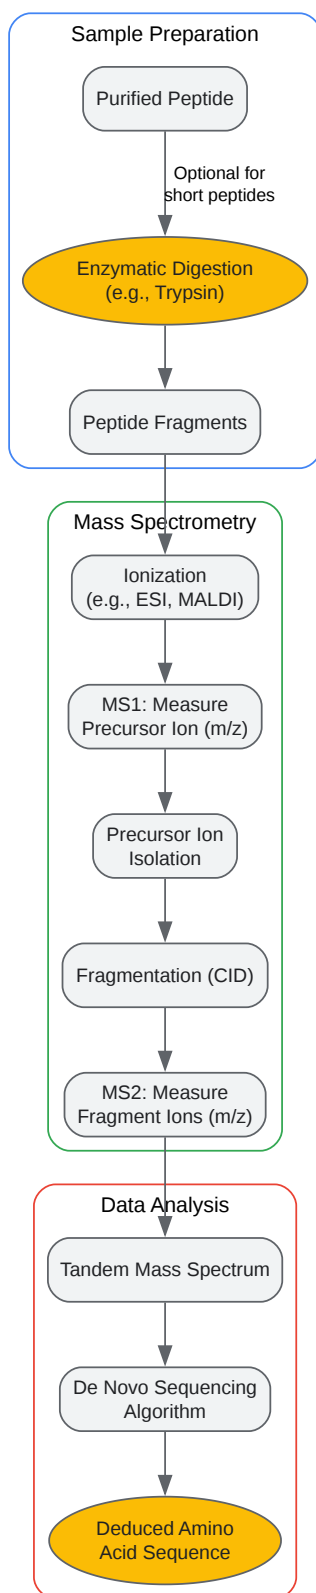 Sample Preparation
Purified Peptide
Optional for
short peptides
Enzymatic Digestion
(e.g., Trypsin)
Peptide Fragments
Mass Spectrometry
Ionization
(e.g., ESI, MALDI)
MS1: Measure
Precursor Ion (m/z)
Precursor Ion
Isolation
Fragmentation (CID)
MS2: Measure
Fragment Ions (m/z)
Data Analysis
Tandem Mass Spectrum
De Novo Sequencing
Algorithm
Deduced Amino
Acid Sequence